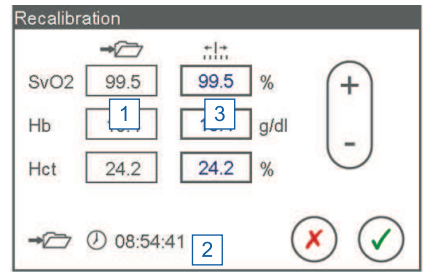 Recalibration
SvO2 99.5 99.5 %
1 3
Hb g/dl
Hct 24.2 24.2 %
+
-
08:54:41 2